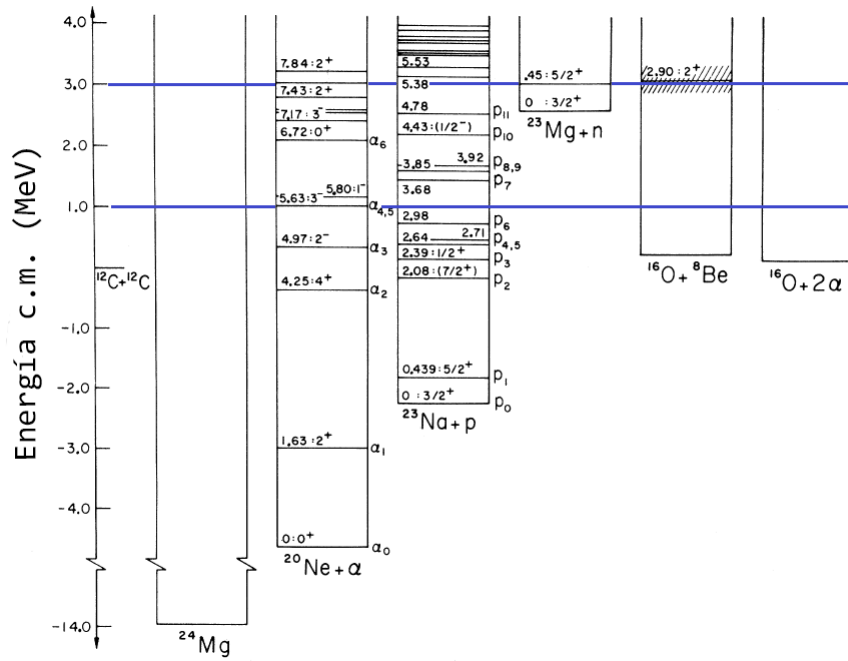 Energía c.m. (MeV)
4.0
3.0
2.0
1.0
-1.0
-2.0
-3.0
-4.0
-14.0
¹²C+¹²C
²⁴Mg
7.84:2⁺
7.43:2⁺
7.17:3⁻
6.72:0⁺ α₆
5.80:1⁻
5.63:3⁻ α₄,₅
4.97:2⁻ α₃
4.25:4⁺ α₂
1.63:2⁺ α₁
0:0⁺ α₀
²⁰Ne+α
5.53
5.38
4.78 p₁₁
4.43:(1/2⁻) p₁₀
3.92
3.85 p₈,₉
3.68 p₇
2.98 p₆
2.71
2.64 p₄,₅
2.39:1/2⁺ p₃
2.08:(7/2⁺) p₂
0.439:5/2⁺ p₁
0:3/2⁺ p₀
²³Na+p
.45:5/2⁺
0:3/2⁺
²³Mg+n
2.90:2⁺
¹⁶O+⁸Be
¹⁶O+2α